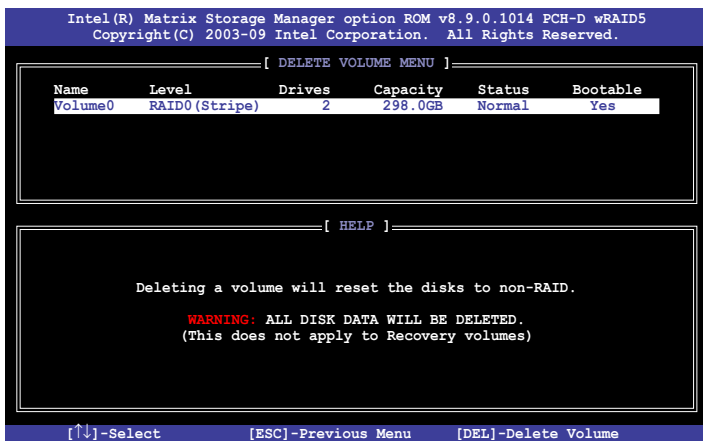 Intel(R) Matrix Storage Manager option ROM v8.9.0.1014 PCH-D wRAID5
Copyright(C) 2003-09 Intel Corporation. All Rights Reserved.
[ DELETE VOLUME MENU ]
Name Level Drives Capacity Status Bootable
Volume0 RAID0(Stripe) 2 298.0GB Normal Yes
[ HELP ]
Deleting a volume will reset the disks to non-RAID.
WARNING: ALL DISK DATA WILL BE DELETED.
(This does not apply to Recovery volumes)
[↑↓]-Select [ESC]-Previous Menu [DEL]-Delete Volume